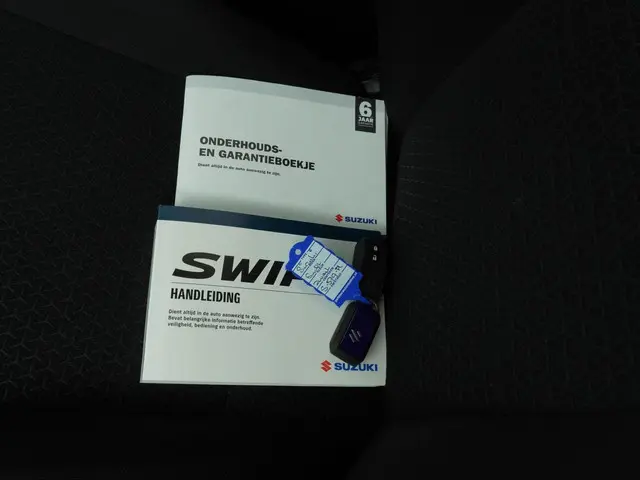 6
JAAR
ONDERHOUDS-
EN GARANTIEBOEKJE
Dient altijd in de auto aanwezig te zijn.
SUZUKI
SWIF
HANDLEIDING
Dient altijd in de auto aanwezig te zijn.
Bevat belangrijke informatie betreffende
veiligheid, bediening en onderhoud.
SUZUKI